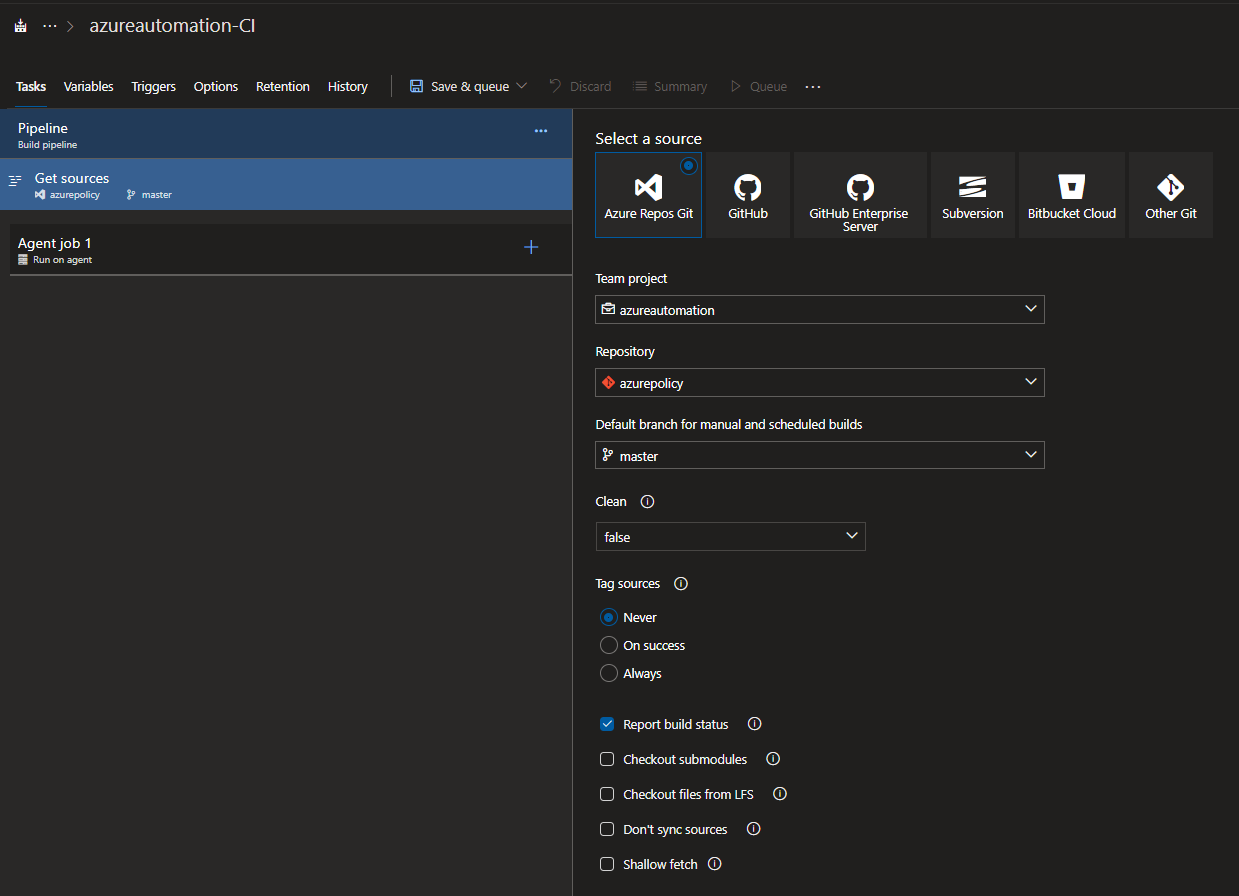 azureautomation-CI
Tasks Variables Triggers Options Retention History Save & queue Discard Summary Queue
Pipeline
Build pipeline
Get sources
azurepolicy master
Agent job 1
Run on agent
Select a source
Azure Repos Git
GitHub
GitHub Enterprise
Server
Subversion
Bitbucket Cloud
Other Git
Team project
azureautomation
Repository
azurepolicy
Default branch for manual and scheduled builds
master
Clean
false
Tag sources
Never
On success
Always
Report build status
Checkout submodules
Checkout files from LFS
Don't sync sources
Shallow fetch